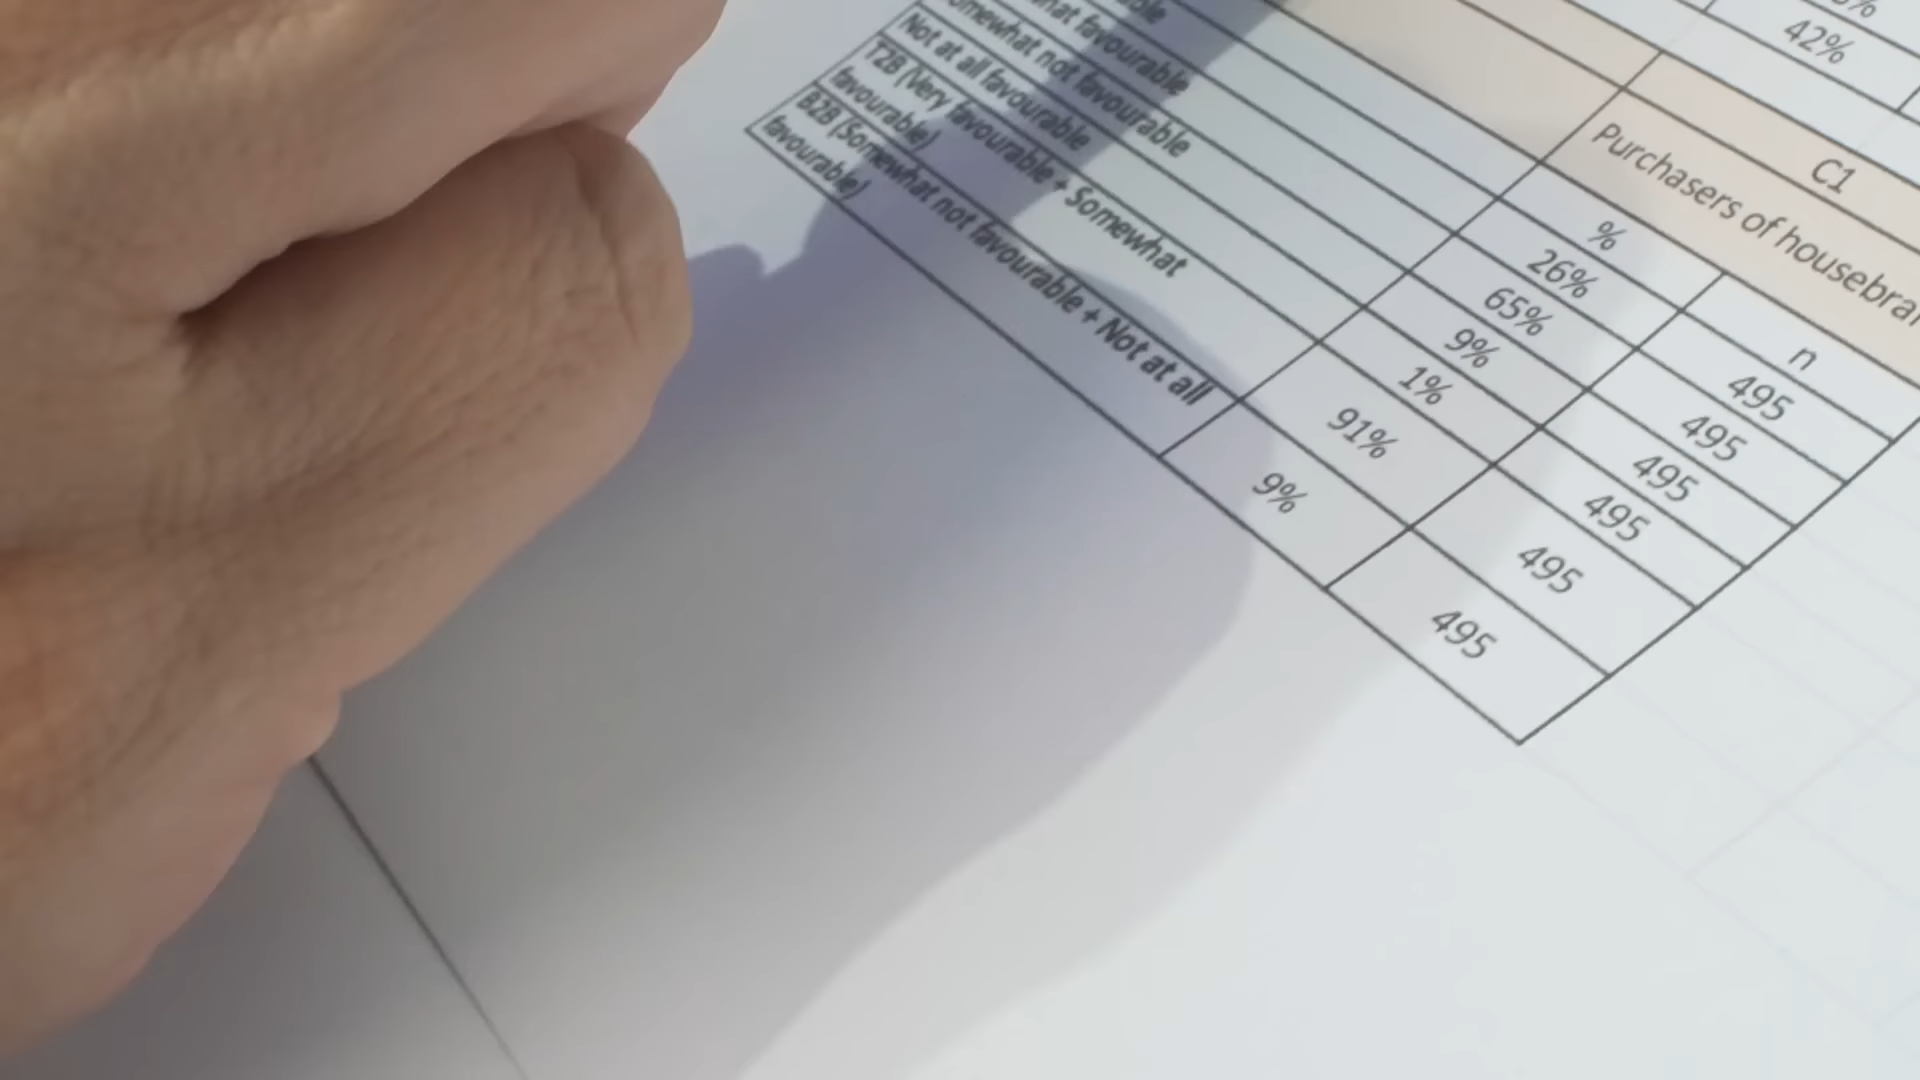 42%
C1
Purchasers of housebra
% n
favourable 26% 495
Somewhat not favourable 65% 495
Not at all favourable 9% 495
T2B (Very favourable + Somewhat
favourable)
1% 495
B2B (Somewhat not favourable + Not at all
favourable)
91% 495
9% 495